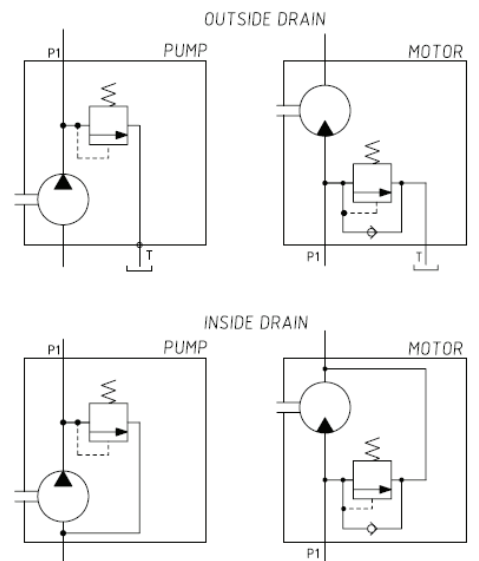 OUTSIDE DRAIN
P1 PUMP
MOTOR
T
P1 T
INSIDE DRAIN
P1 PUMP
MOTOR
P1